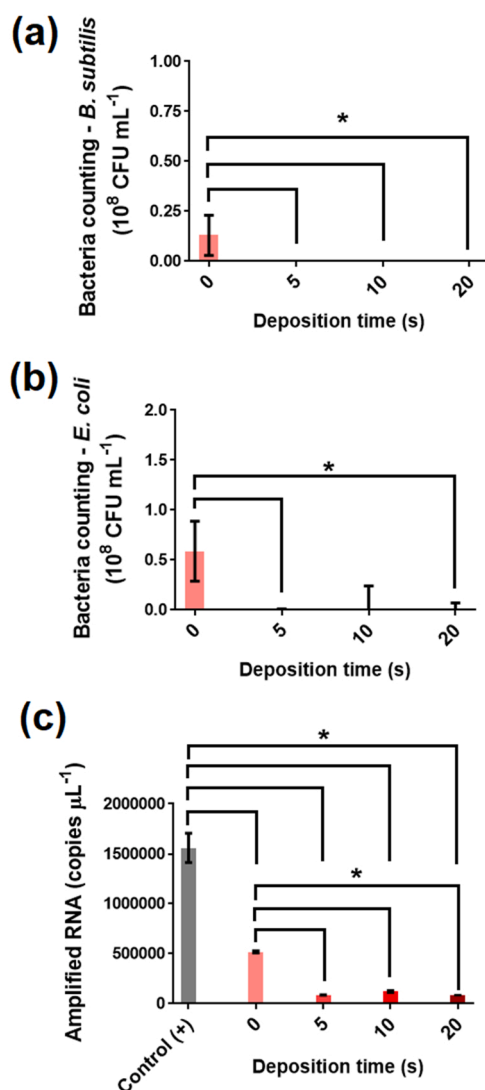 (a)
Bacteria counting - B. subtilis
(10⁸ CFU mL⁻¹)
1.00
0.75
0.50
0.25
0.00
*
0
5
10
20
Deposition time (s)
(b)
Bacteria counting - E. coli
(10⁸ CFU mL⁻¹)
2.0
1.5
1.0
0.5
0.0
*
0
5
10
20
Deposition time (s)
(c)
Amplified RNA (copies µL⁻¹)
2000000
1500000
1000000
500000
0
*
*
Control (+)
0
5
10
20
Deposition time (s)